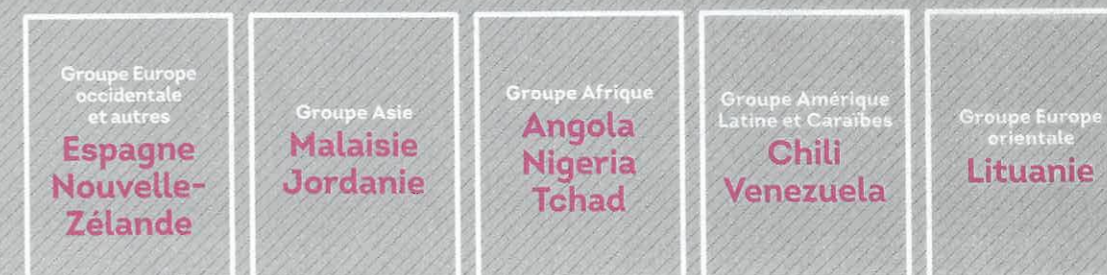 Groupe Europe
occidentale
et autres
Espagne
Nouvelle-
Zélande
Groupe Asie
Malaisie
Jordanie
Groupe Afrique
Angola
Nigeria
Tchad
Groupe Amérique
Latine et Caraïbes
Chili
Venezuela
Groupe Europe
orientale
Lituanie